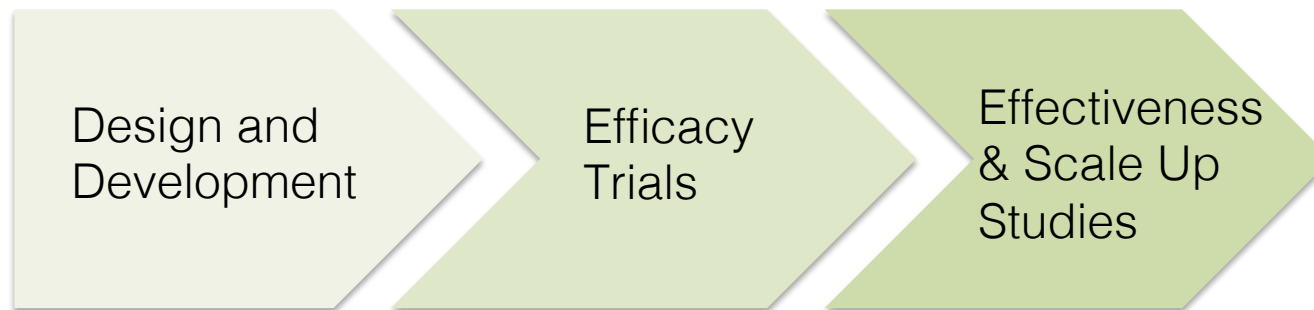 Design and
Development
Efficacy
Trials
Effectiveness
& Scale Up
Studies